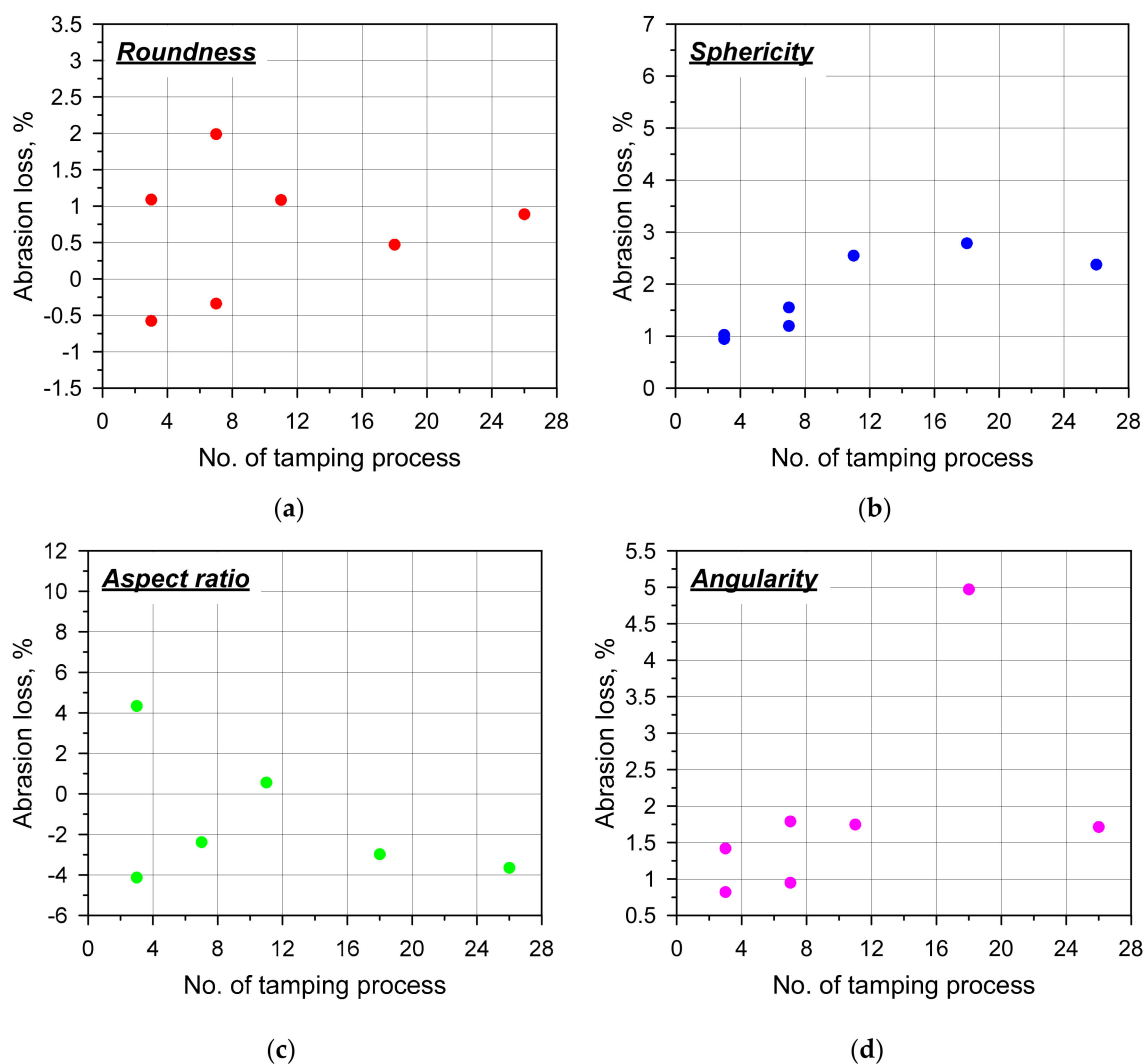 Roundness
Abrasion loss, %
3.5
3
2.5
2
1.5
1
0.5
0
-0.5
-1
-1.5
0 4 8 12 16 20 24 28
No. of tamping process
(a)
Sphericity
Abrasion loss, %
7
6
5
4
3
2
1
0
0 4 8 12 16 20 24 28
No. of tamping process
(b)
Aspect ratio
Abrasion loss, %
12
10
8
6
4
2
0
-2
-4
-6
0 4 8 12 16 20 24 28
No. of tamping process
(c)
Angularity
Abrasion loss, %
5.5
5
4.5
4
3.5
3
2.5
2
1.5
1
0.5
0 4 8 12 16 20 24 28
No. of tamping process
(d)